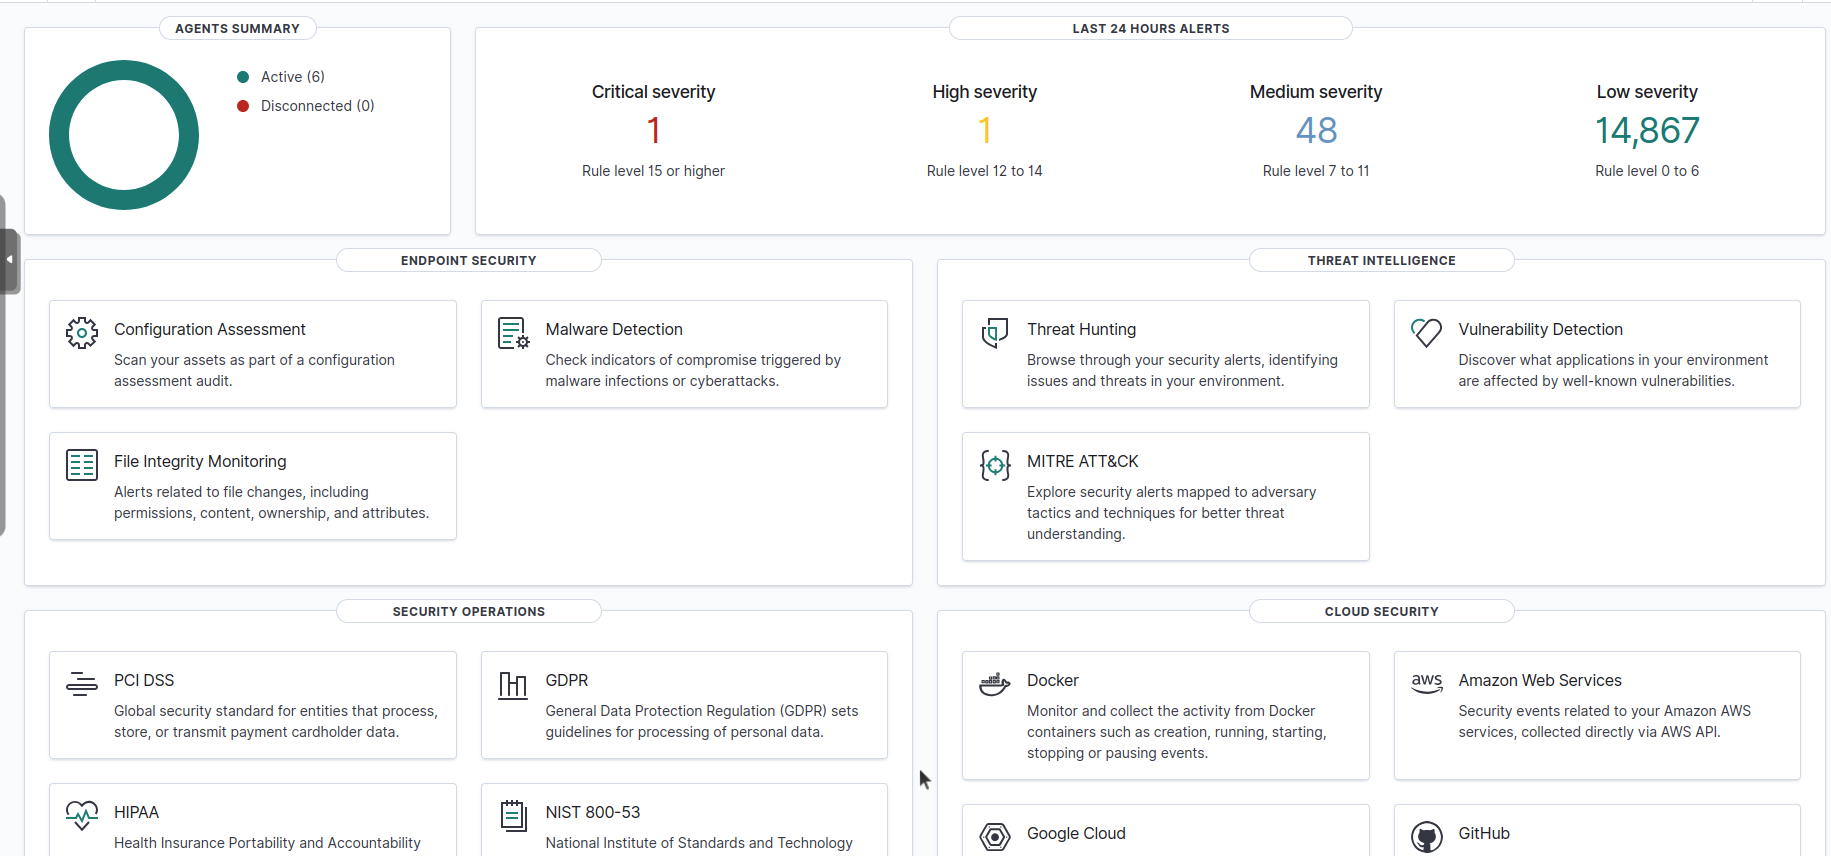 AGENTS SUMMARY
Active (6)
Disconnected (0)
LAST 24 HOURS ALERTS
Critical severity
1
Rule level 15 or higher
High severity
1
Rule level 12 to 14
Medium severity
48
Rule level 7 to 11
Low severity
14,867
Rule level 0 to 6
ENDPOINT SECURITY
Configuration Assessment
Scan your assets as part of a configuration
assessment audit.
Malware Detection
Check indicators of compromise triggered by
malware infections or cyberattacks.
File Integrity Monitoring
Alerts related to file changes, including
permissions, content, ownership, and attributes.
THREAT INTELLIGENCE
Threat Hunting
Browse through your security alerts, identifying
issues and threats in your environment.
Vulnerability Detection
Discover what applications in your environment
are affected by well-known vulnerabilities.
MITRE ATT&CK
Explore security alerts mapped to adversary
tactics and techniques for better threat
understanding.
SECURITY OPERATIONS
PCI DSS
Global security standard for entities that process,
store, or transmit payment cardholder data.
GDPR
General Data Protection Regulation (GDPR) sets
guidelines for processing of personal data.
HIPAA
Health Insurance Portability and Accountability
NIST 800-53
National Institute of Standards and Technology
CLOUD SECURITY
Docker
Monitor and collect the activity from Docker
containers such as creation, running, starting,
stopping or pausing events.
aws
Amazon Web Services
Security events related to your Amazon AWS
services, collected directly via AWS API.
Google Cloud
GitHub